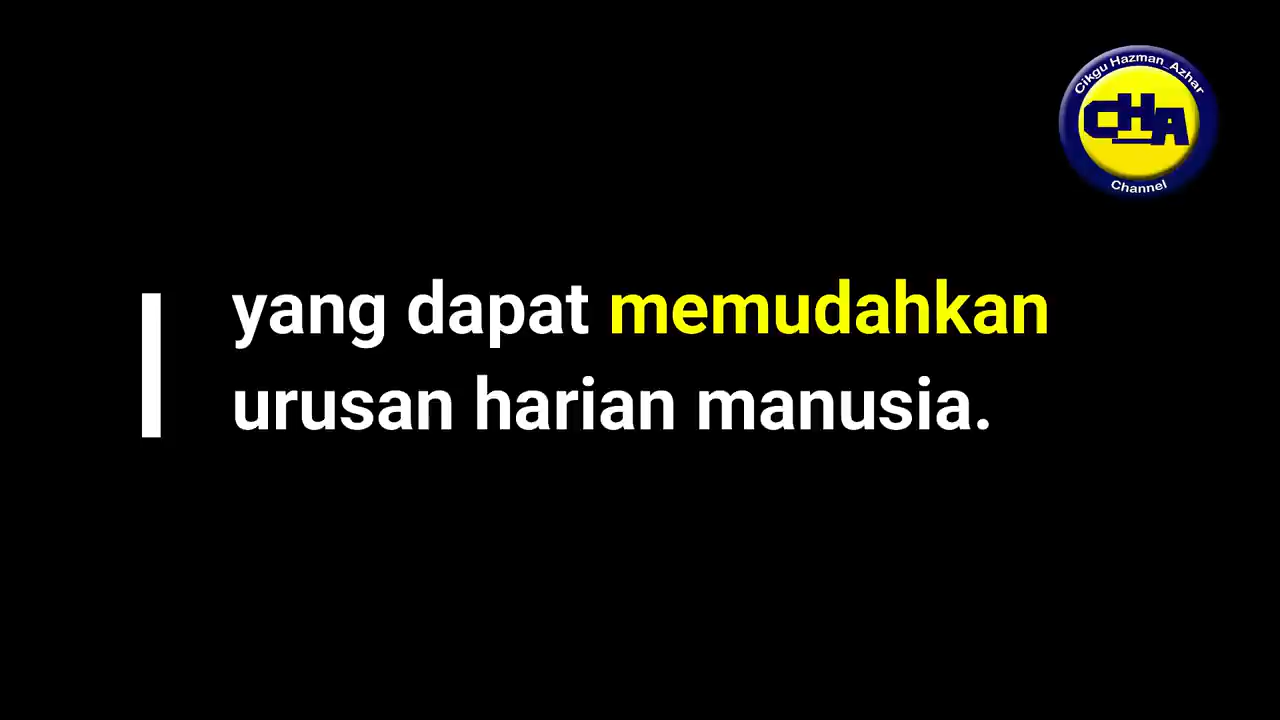 Cikgu Hazman_Azhar
CHA
Channel
yang dapat memudahkan
urusan harian manusia.